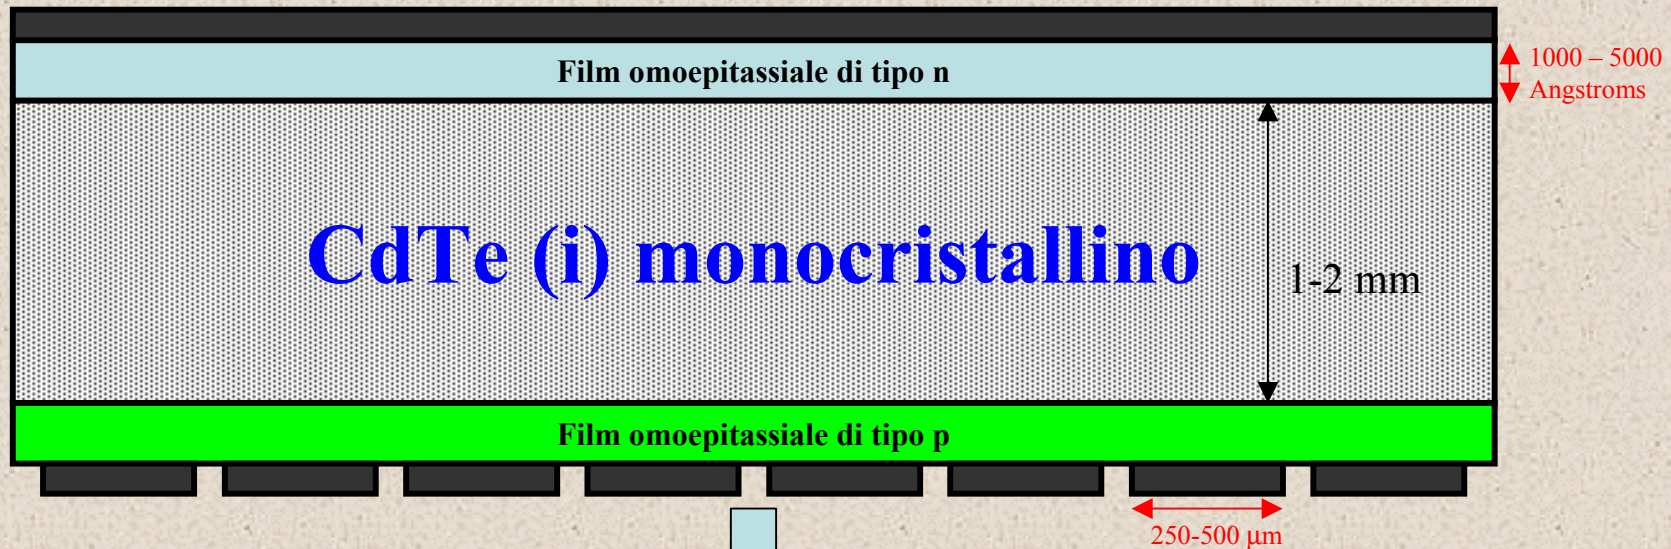 Film omoepitassiale di tipo n
1000 – 5000
Angstroms
CdTe (i) monocristallino
1-2 mm
Film omoepitassiale di tipo p
250-500 μm